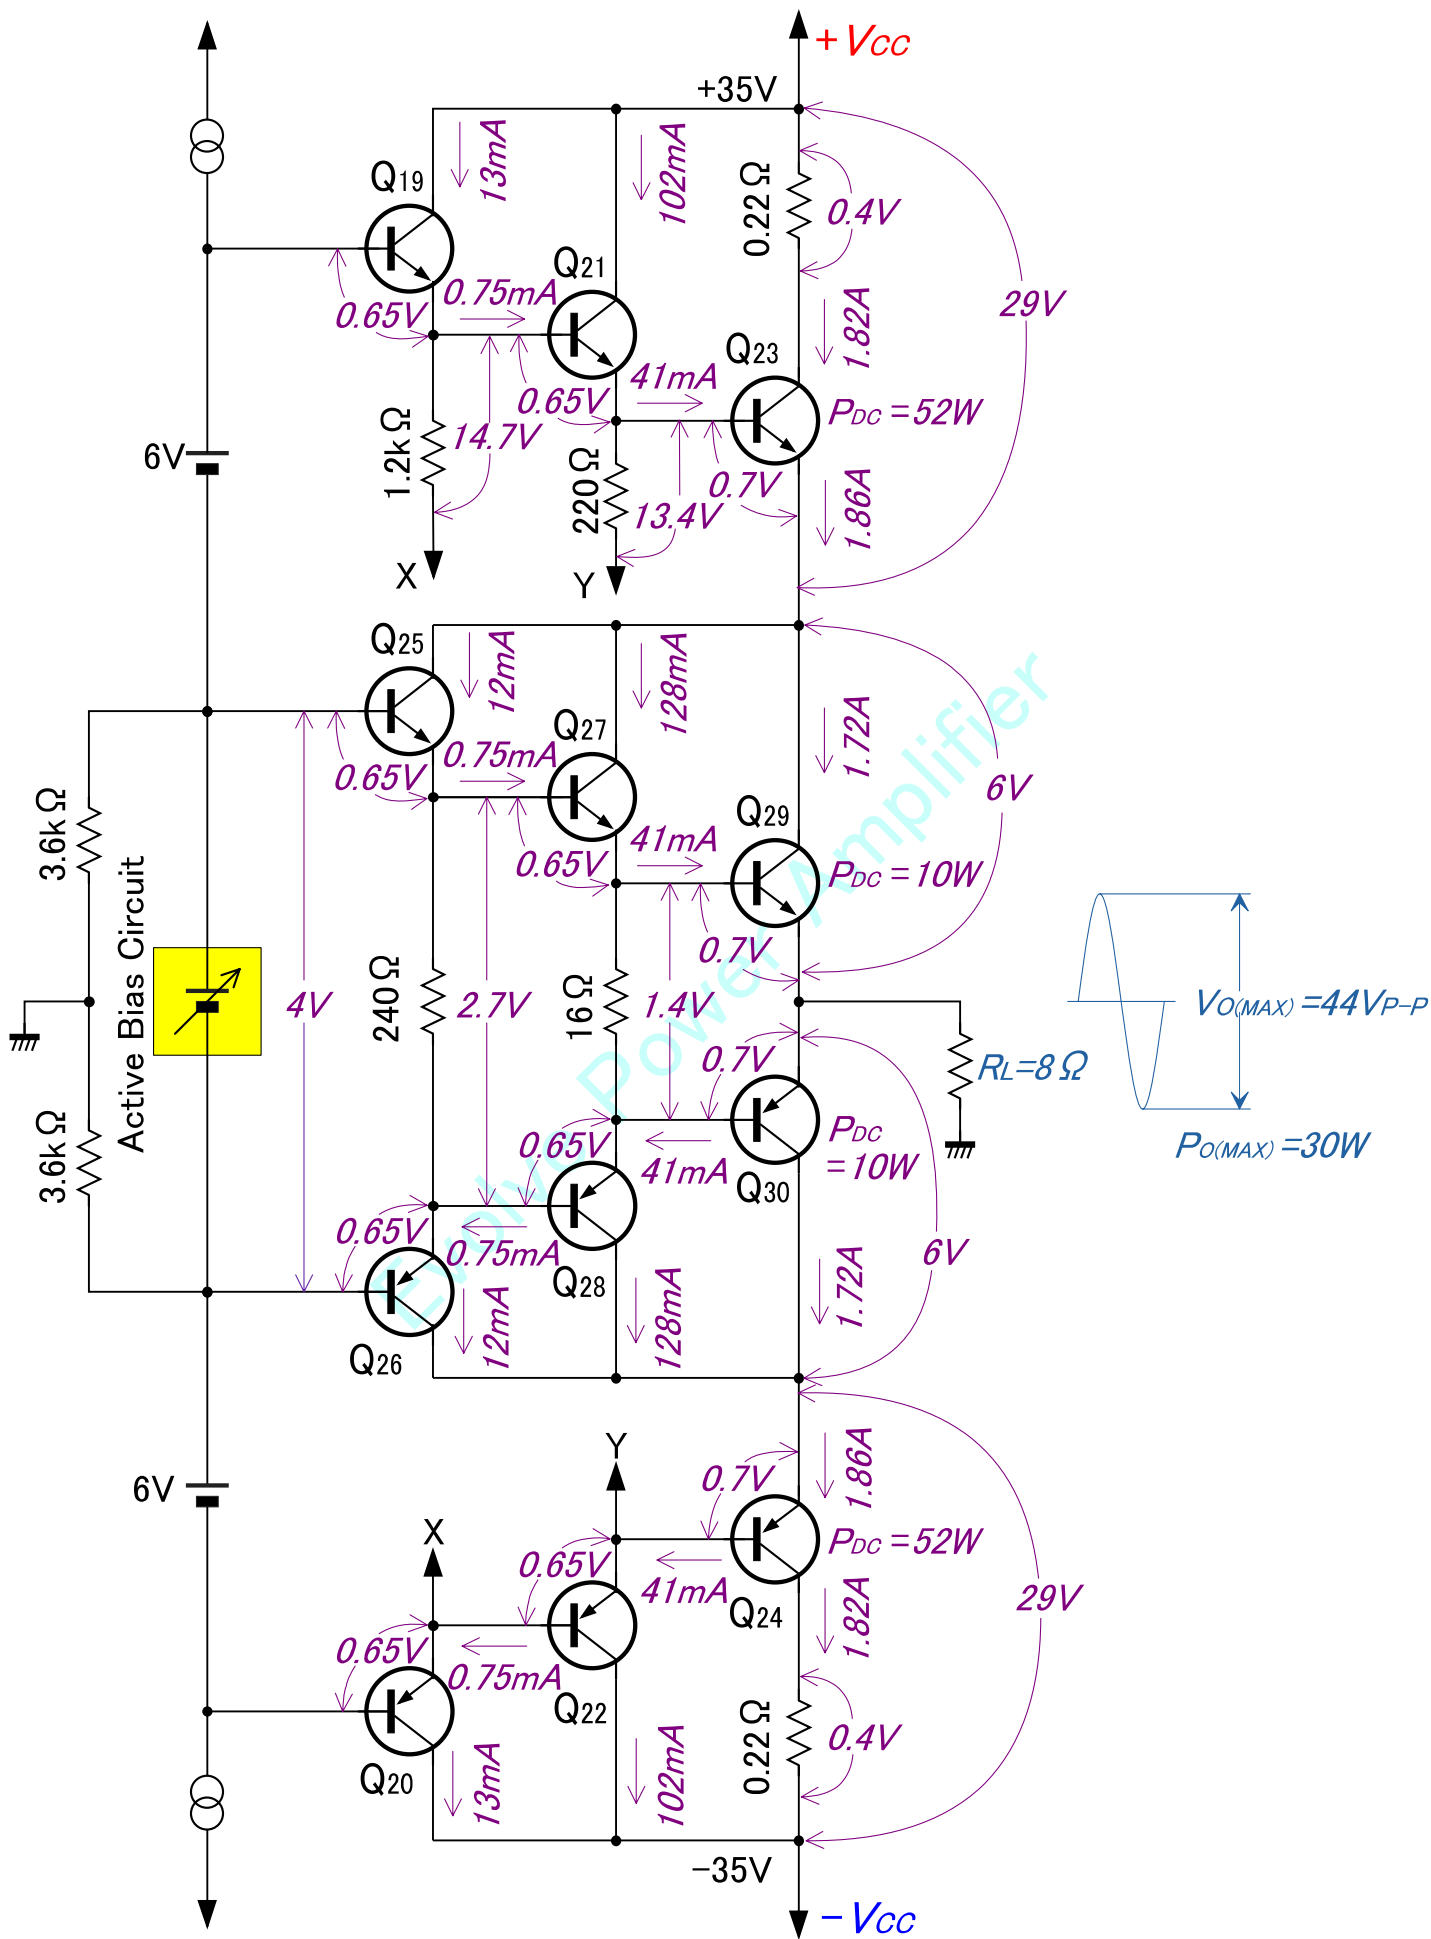 +VCC
+35V
Q19
13mA
102mA
0.22Ω
0.4V
0.65V
0.75mA
Q21
1.82A
29V
Q23
41mA
0.65V
PDC=52W
1.2kΩ
14.7V
6V
220Ω
0.7V
13.4V
1.86A
X
Y
Q25
12mA
128mA
0.75mA
Q27
1.72A
0.65V
6V
3.6kΩ
Q29
41mA
0.65V
PDC=10W
Active Bias Circuit
0.7V
4V
240Ω
2.7V
16Ω
1.4V
VO(MAX)=44VP-P
0.7V
RL=8Ω
3.6kΩ
0.65V
PDC
=10W
PO(MAX)=30W
41mA
Q30
0.65V
0.75mA
Q28
6V
12mA
128mA
1.72A
Q26
Evolve Power Amplifier
Y
0.7V
1.86A
6V
X
0.65V
PDC=52W
41mA
Q24
1.82A
29V
0.65V
0.75mA
Q22
0.22Ω
0.4V
Q20
13mA
102mA
-35V
-VCC